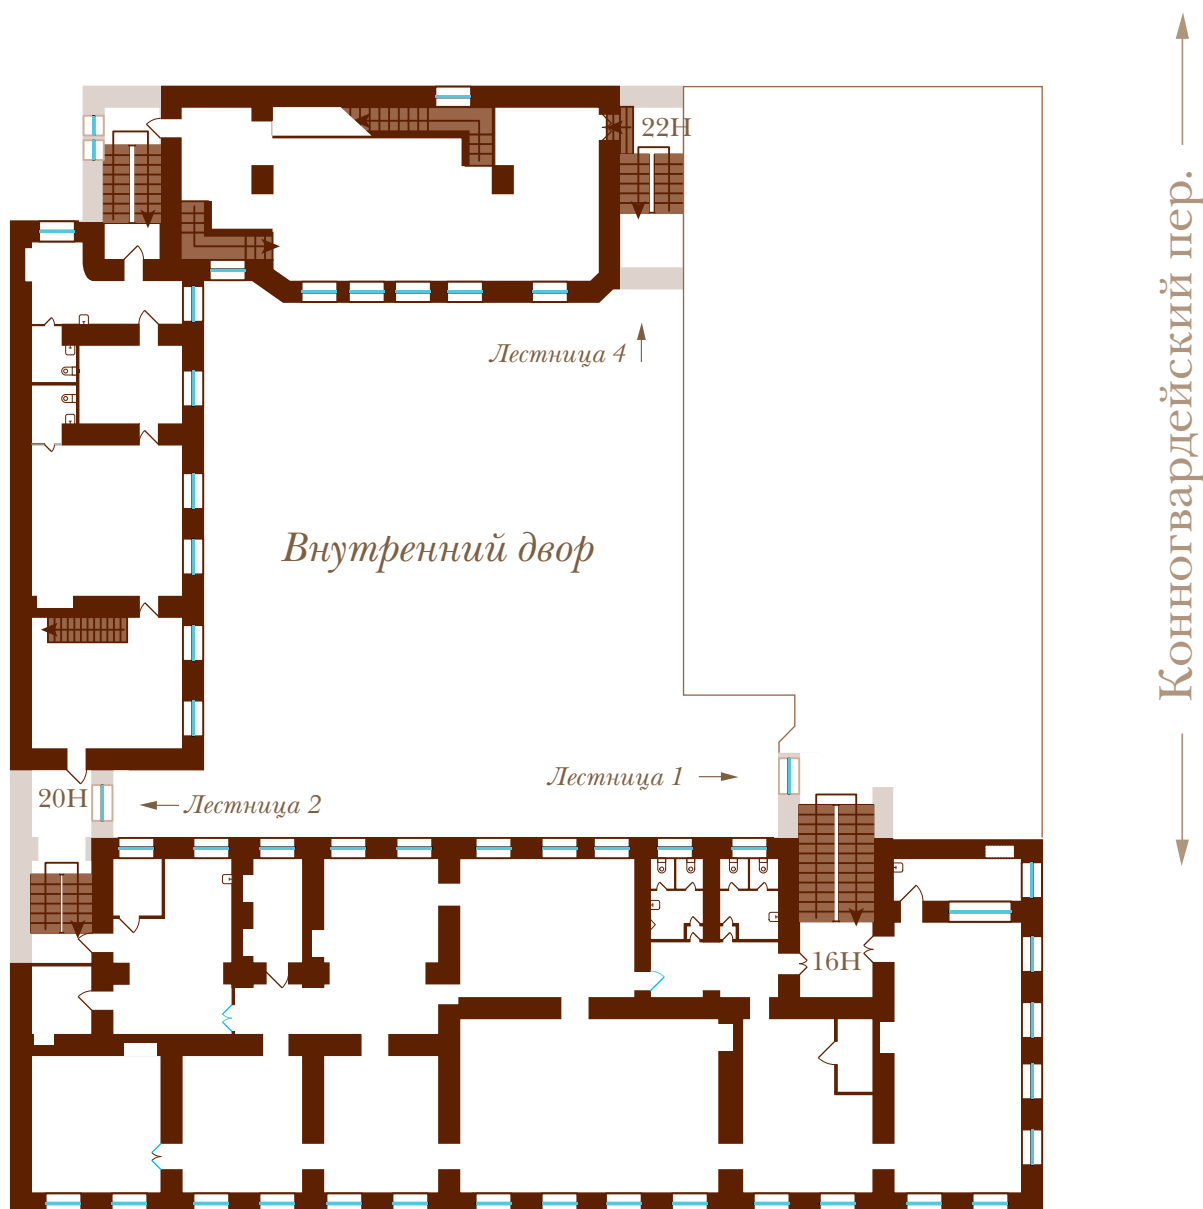 22Н
Лестница 4
Конногвардейский пер.
Внутренний двор
Лестница 1
20Н
Лестница 2
16Н